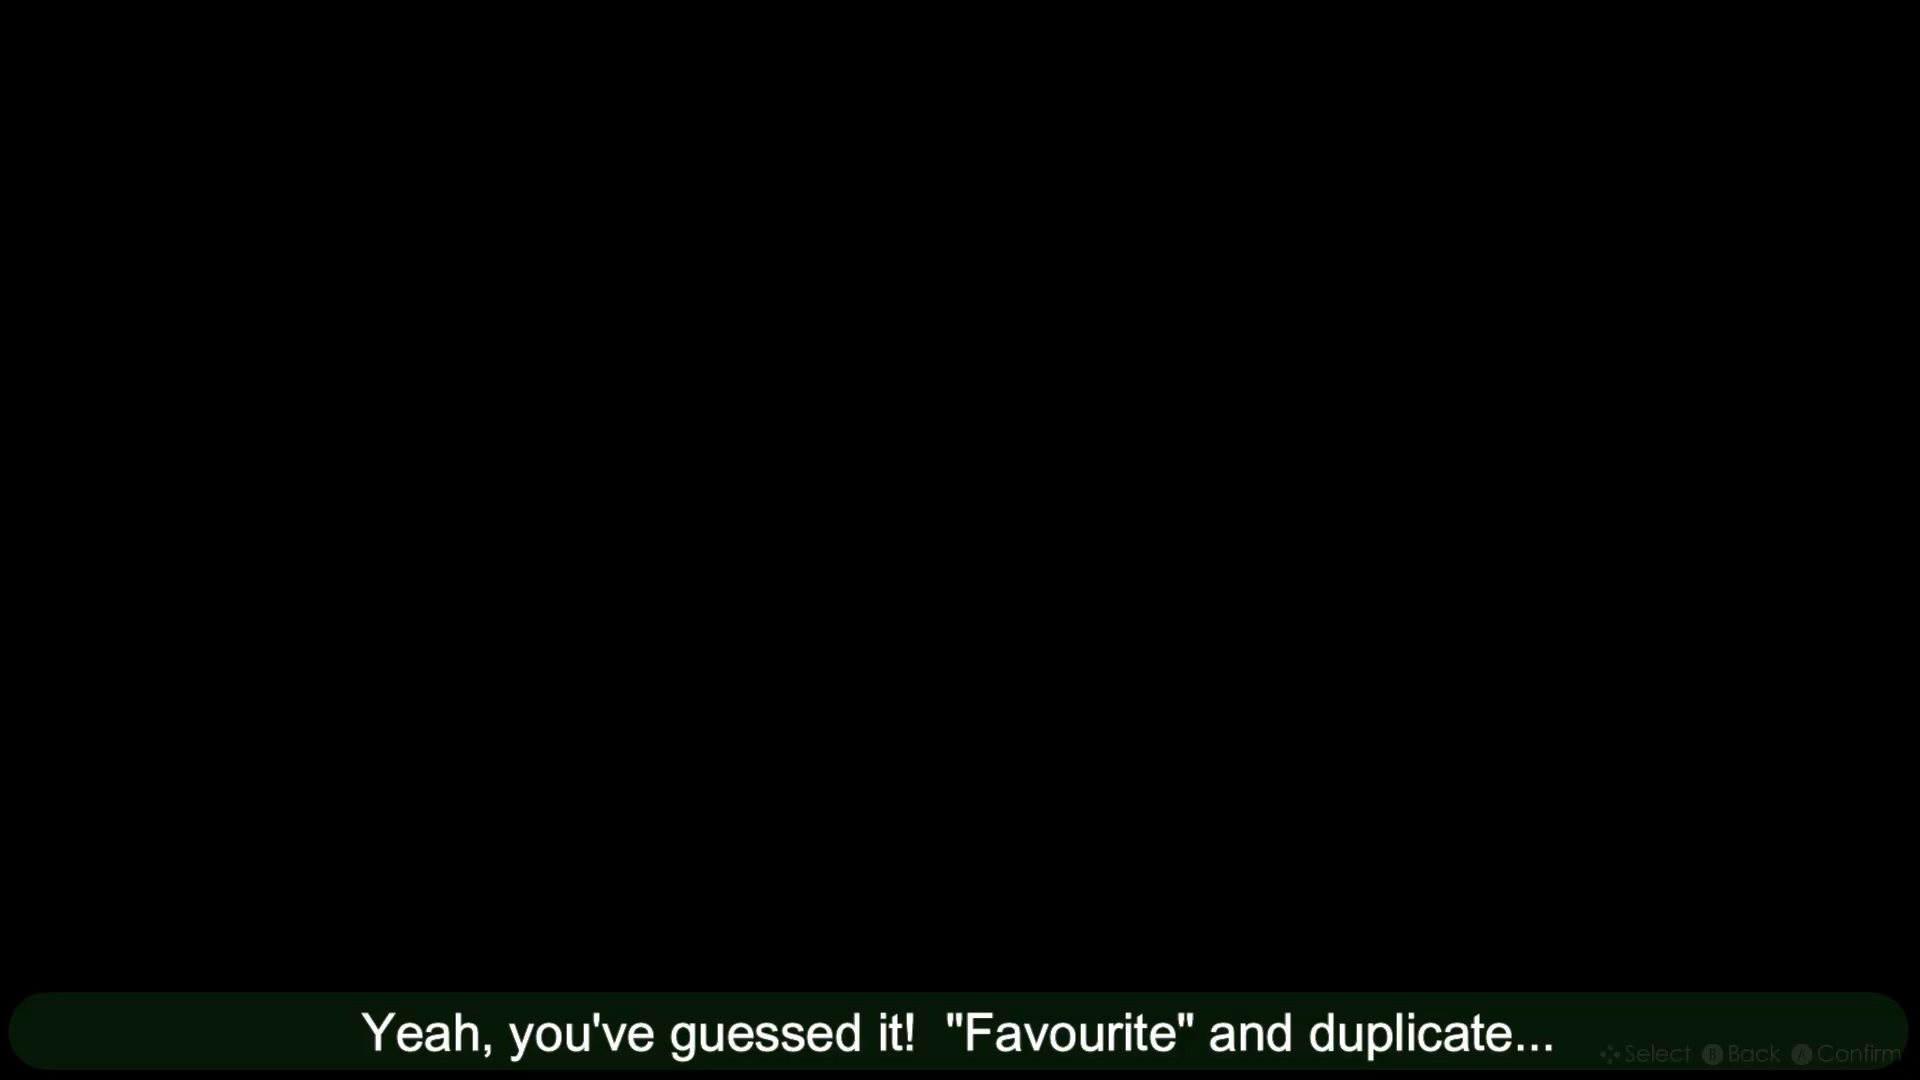 Yeah, you've guessed it!  "Favourite" and duplicate...
Select B Back A Confirm